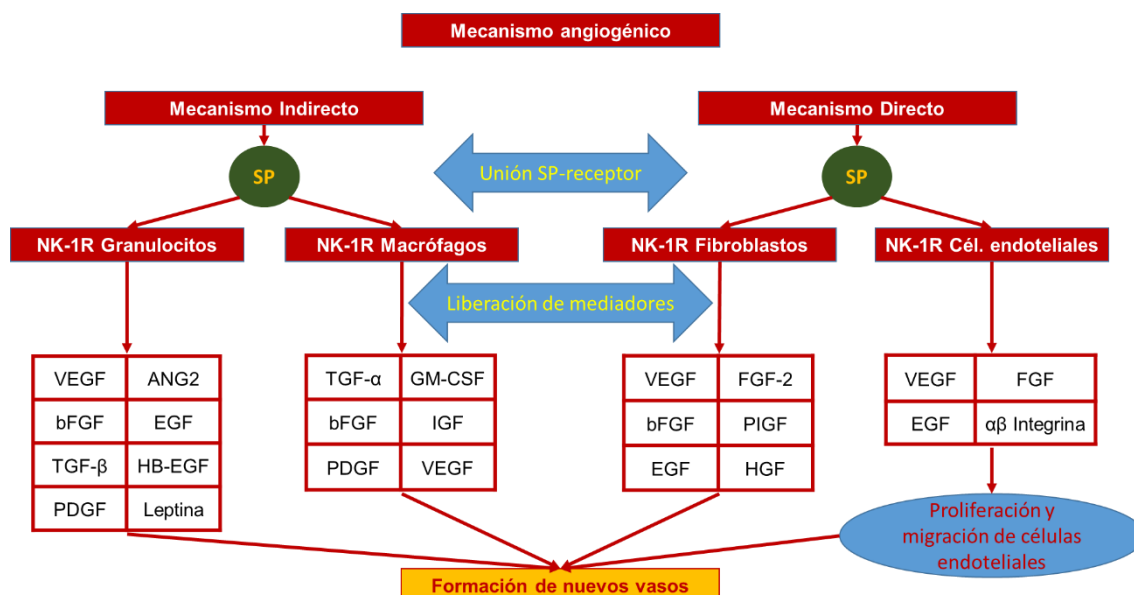 Mecanismo angiogénico
Mecanismo Indirecto
Mecanismo Directo
SP
Unión SP-receptor
SP
NK-1R Granulocitos
NK-1R Macrófagos
NK-1R Fibroblastos
NK-1R Cél. endoteliales
Liberación de mediadores
VEGF ANG2
bFGF EGF
TGF-β HB-EGF
PDGF Leptina
TGF-α GM-CSF
bFGF IGF
PDGF VEGF
VEGF FGF-2
bFGF PIGF
EGF HGF
VEGF FGF
EGF αβ Integrina
Proliferación y
migración de células
endoteliales
Formación de nuevos vasos